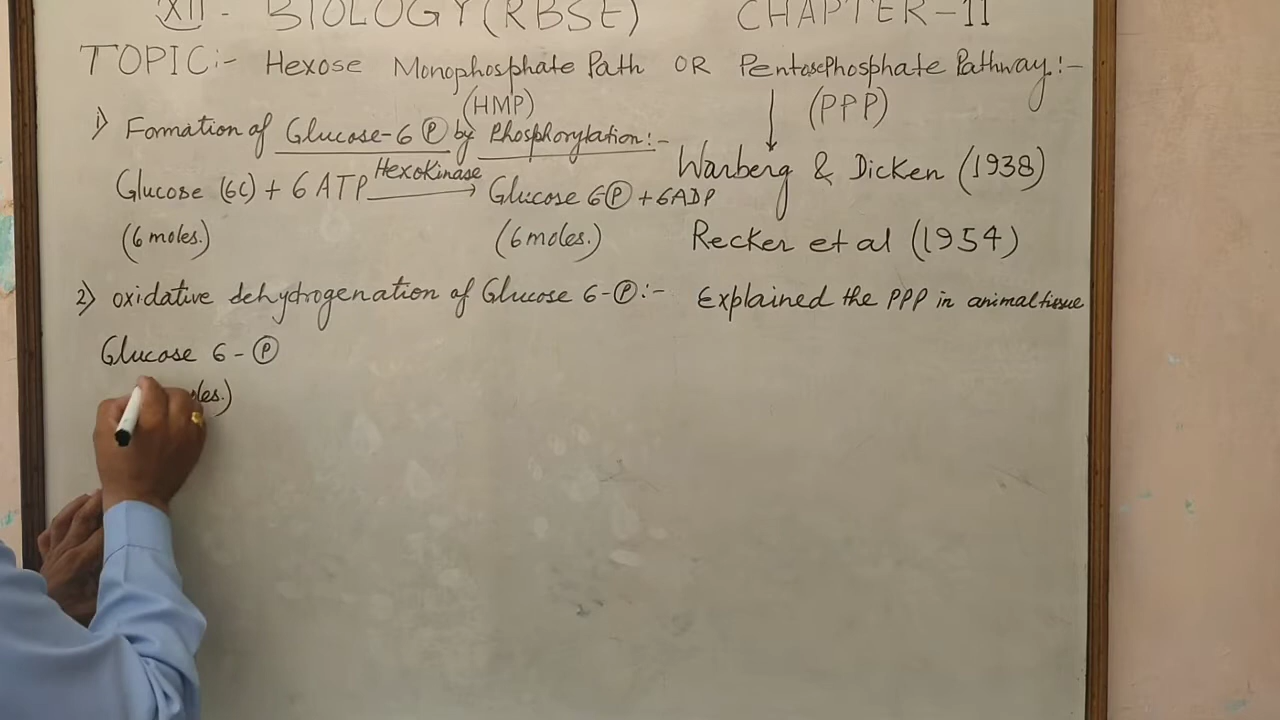 XII - BIOLOGY (RBSE) CHAPTER-11
TOPIC:- Hexose Monophosphate Path OR PentosePhosphate Pathway:-
(HMP) (PPP)
1) Formation of Glucose-6 Ⓟ by Phosphorylation:-
Warberg & Dicken (1938)
Glucose (6C) + 6 ATP Hexokinase → Glucose 6Ⓟ + 6ADP
(6 moles.) (6 moles.)
Recker et al (1954)
2) oxidative dehydrogenation of Glucose 6-Ⓟ:-
Explained the PPP in animal tissue
Glucose 6-Ⓟ